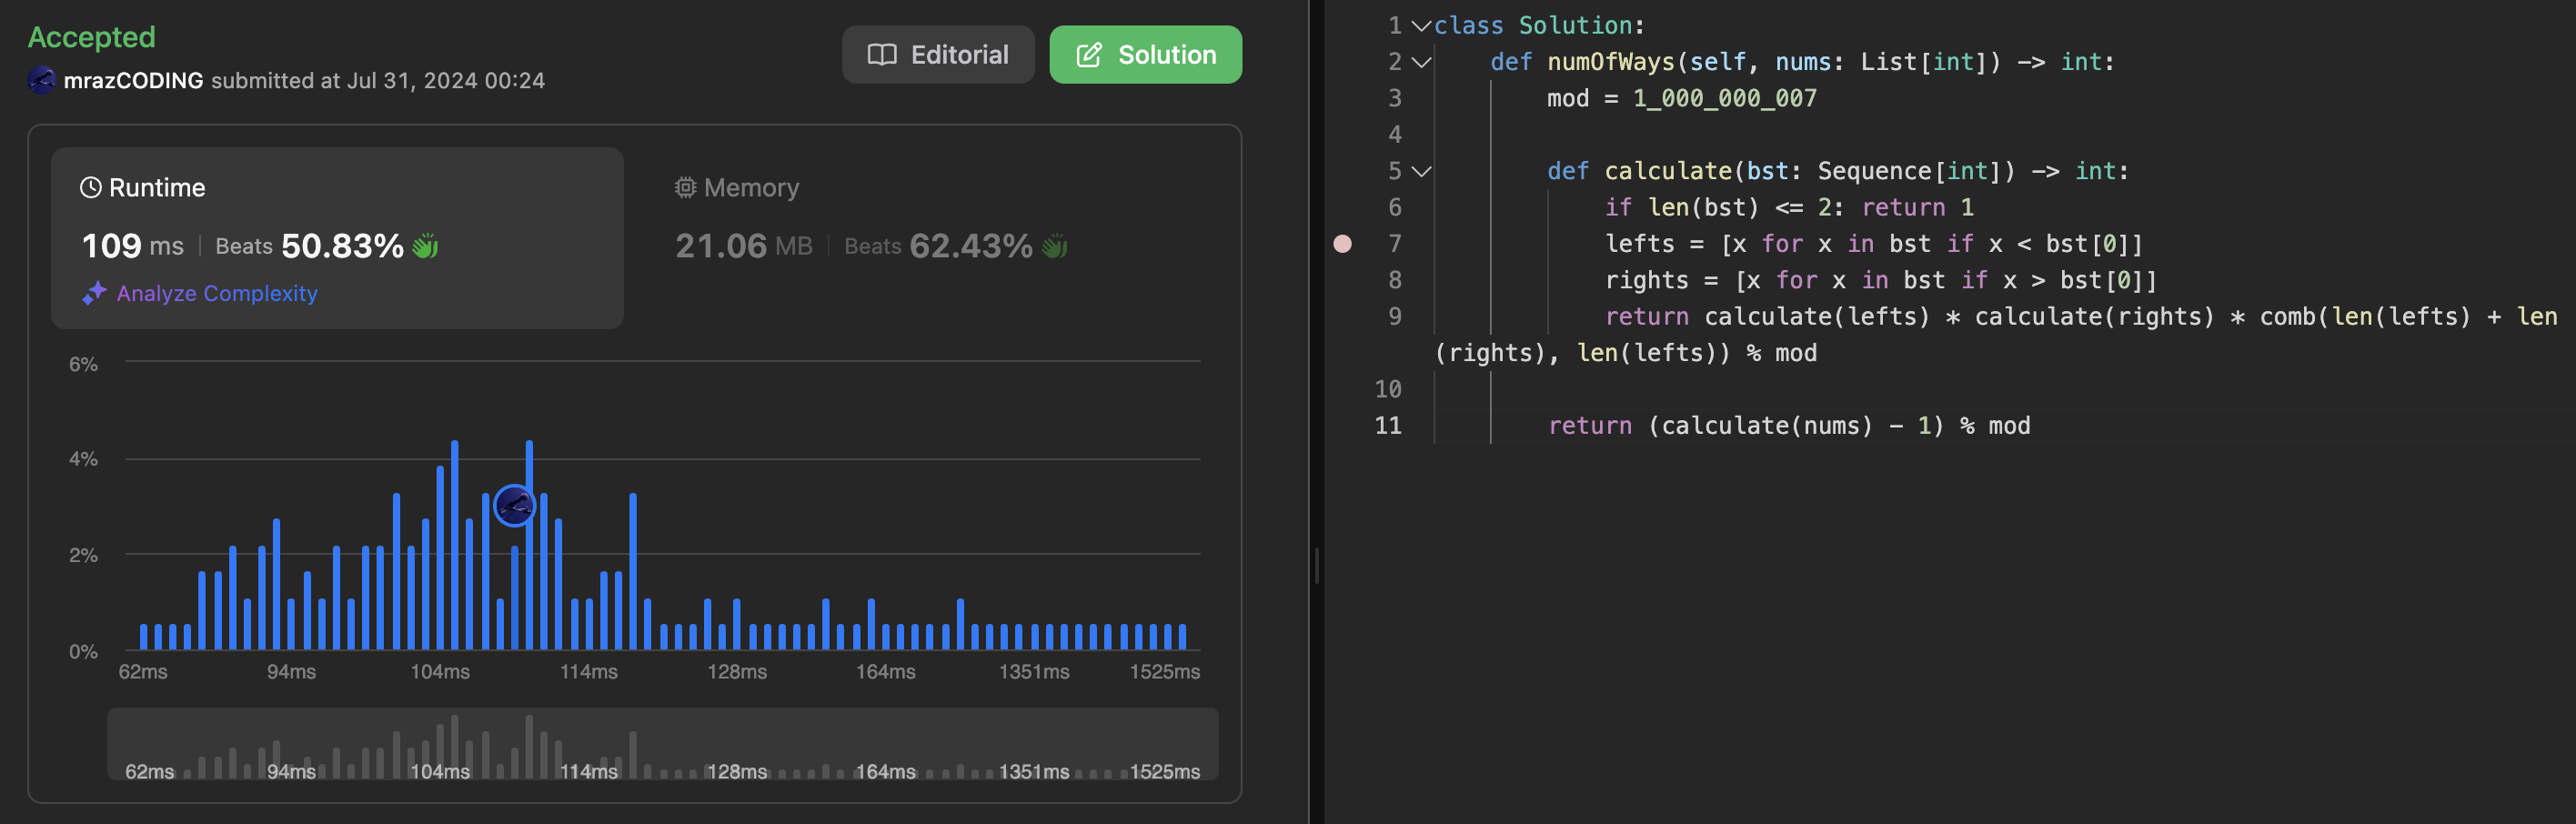 Accepted
mrazCODING submitted at Jul 31, 2024 00:24
Editorial
Solution
Runtime
109 ms | Beats 50.83%
Analyze Complexity
Memory
21.06 MB | Beats 62.43%
6%
4%
2%
0%
62ms 94ms 104ms 114ms 128ms 164ms 1351ms 1525ms
62ms 94ms 104ms 114ms 128ms 164ms 1351ms 1525ms
1 class Solution:
2 def numOfWays(self, nums: List[int]) -> int:
3 mod = 1_000_000_007
4
5 def calculate(bst: Sequence[int]) -> int:
6 if len(bst) <= 2: return 1
7 lefts = [x for x in bst if x < bst[0]]
8 rights = [x for x in bst if x > bst[0]]
9 return calculate(lefts) * calculate(rights) * comb(len(lefts) + len
(rights), len(lefts)) % mod
10
11 return (calculate(nums) - 1) % mod